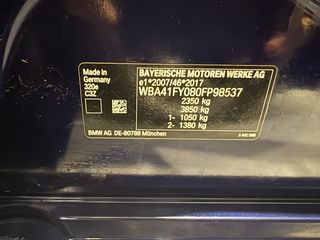 Made in
Germany
320e
C3Z
BAYERISCHE MOTOREN WERKE AG
e1*2007/46*2017
WBA41FY080FP98537
2350 kg
3850 kg
1- 1050 kg
2- 1380 kg
BMW AG DE-80788 München